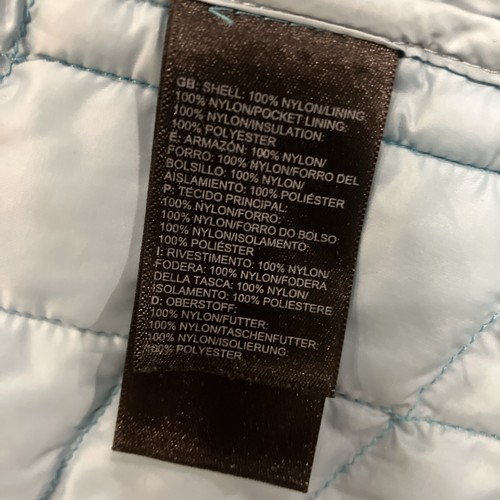 GB: SHELL: 100% NYLON/LINING:
100% NYLON/POCKET LINING:
100% NYLON/INSULATION:
100% POLYESTER
E: ARMAZÓN: 100% NYLON/
FORRO: 100% NYLON/FORRO DEL
BOLSILLO: 100% NYLON/
AISLAMIENTO: 100% POLIÉSTER
P: TECIDO PRINCIPAL:
100% NYLON/FORRO:
100% NYLON/FORRO DO BOLSO:
100% NYLON/ISOLAMENTO:
100% POLIÉSTER
I: RIVESTIMENTO: 100% NYLON/
FODERA: 100% NYLON/FODERA
DELLA TASCA: 100% NYLON/
ISOLAMENTO: 100% POLIESTERE
D: OBERSTOFF:
100% NYLON/FUTTER:
100% NYLON/TASCHENFUTTER:
100% NYLON/ISOLIERUNG:
100% POLYESTER